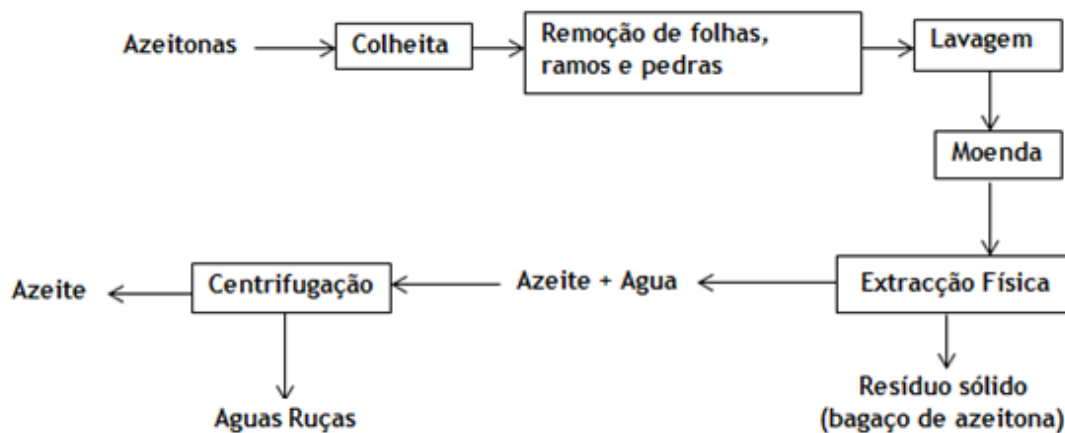 Azeitonas
Colheita
Remoção de folhas,
ramos e pedras
Lavagem
Moenda
Extracção Física
Azeite + Agua
Centrifugação
Azeite
Aguas Ruças
Resíduo sólido
(bagaço de azeitona)